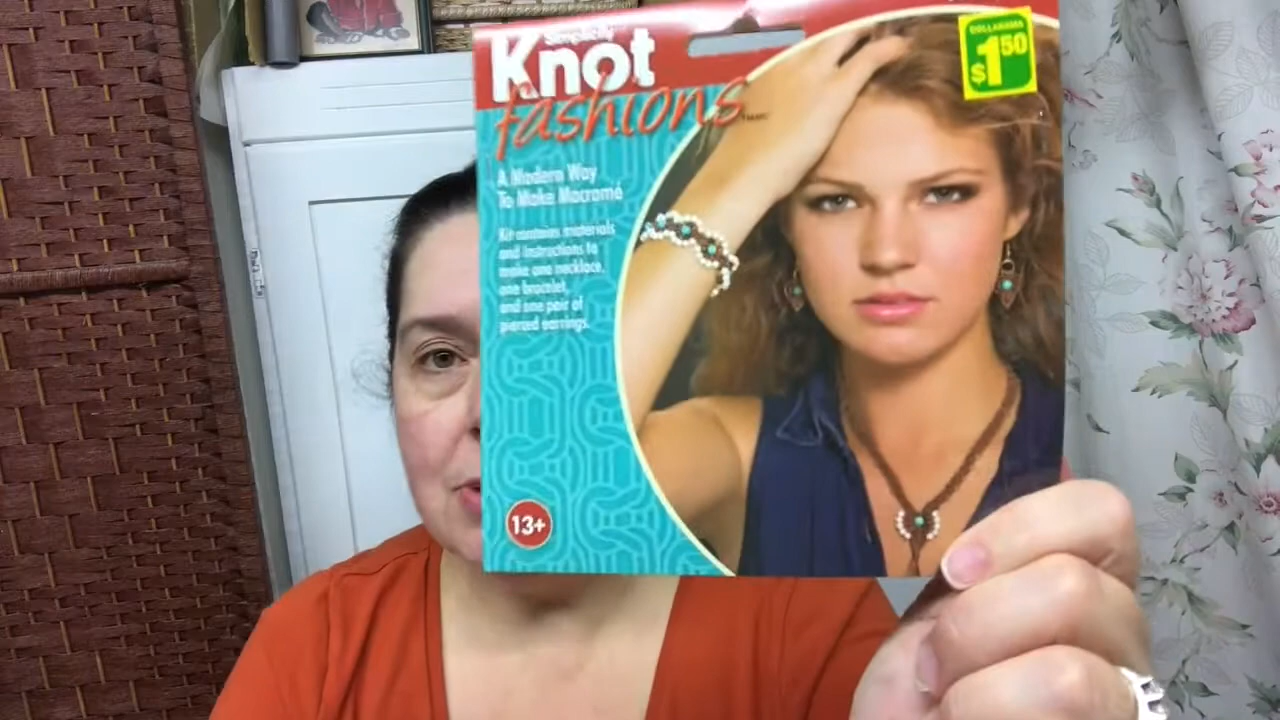 Knot
fashions
A Modern Way
To Make Macramé
Kit contains materials
and instructions to
make one necklace,
one bracelet,
and one pair of
pierced earrings.
13+
DOLLARAMA
$1.50